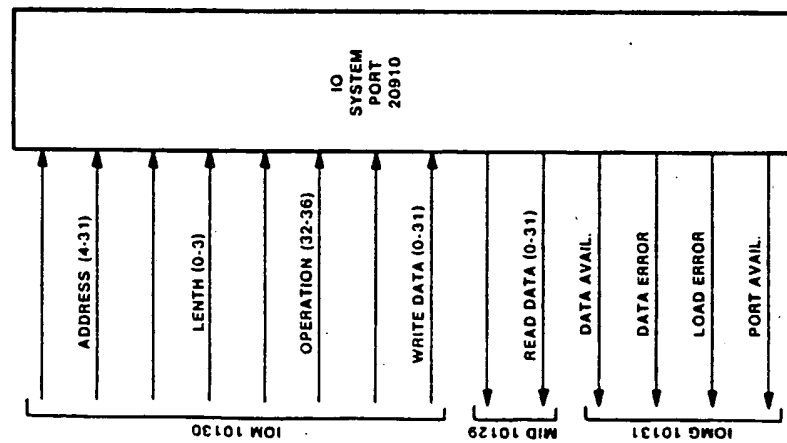 IO
SYSTEM
PORT
20910
ADDRESS (4-31)
LENTH (0-3)
OPERATION (32-36)
WRITE DATA (0-31)
READ DATA (0-31)
DATA AVAIL.
DATA ERROR
LOAD ERROR
PORT AVAIL.
IOM 10130
MID 10129
IOMC 10131